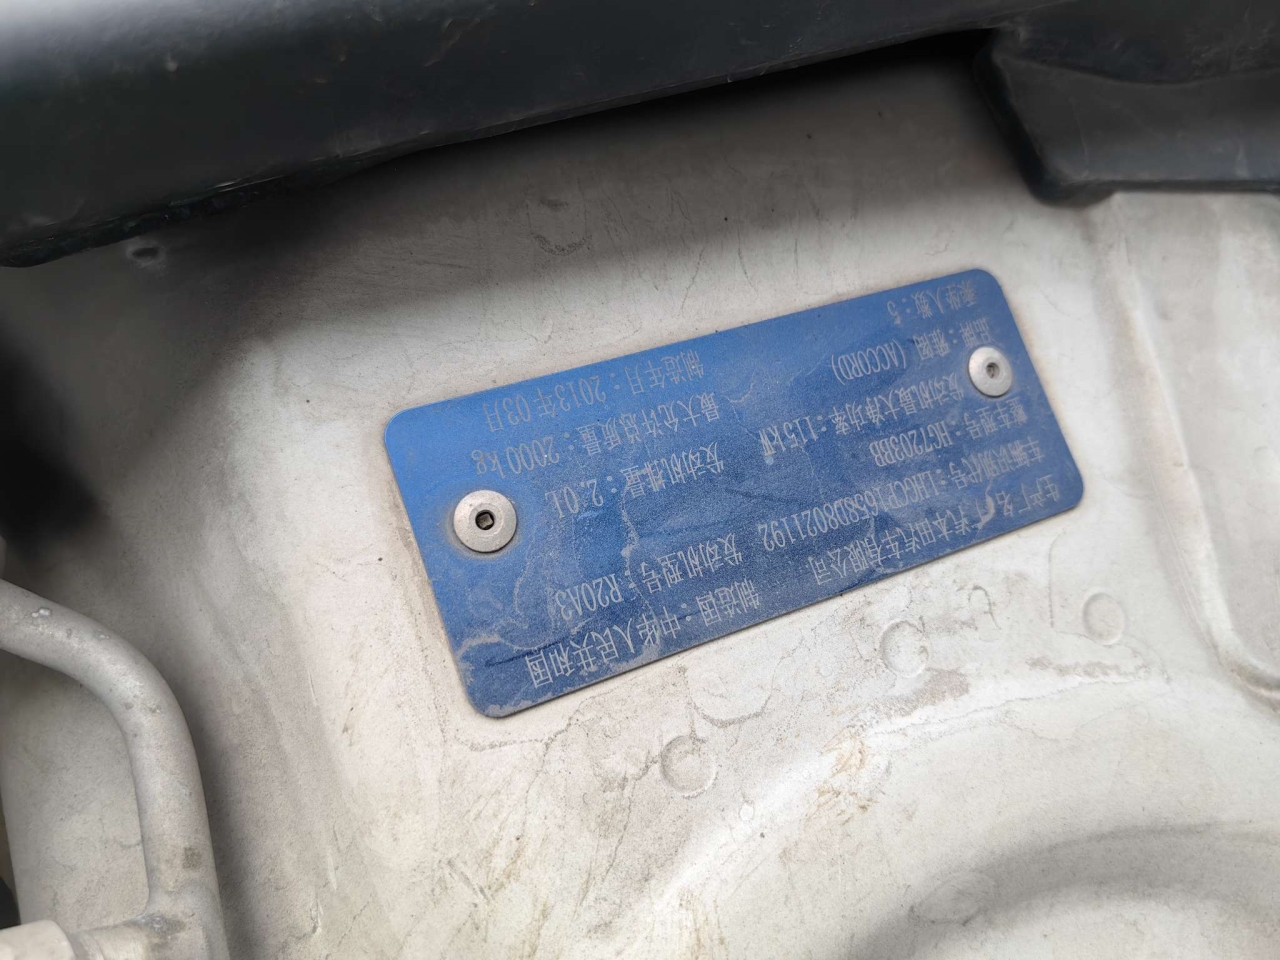 生产厂名：广汽本田汽车有限公司 制造国：中华人民共和国
车辆识别代号：LHGCP1658D8021192 发动机型号：R20A3
整车型号：HG7203BB 发动机排量：2.0L
发动机最大净功率：115kW 最大允许总质量：2000kg
品牌：雅阁 (ACCORD) 制造年月：2013年03月
乘坐人数：5